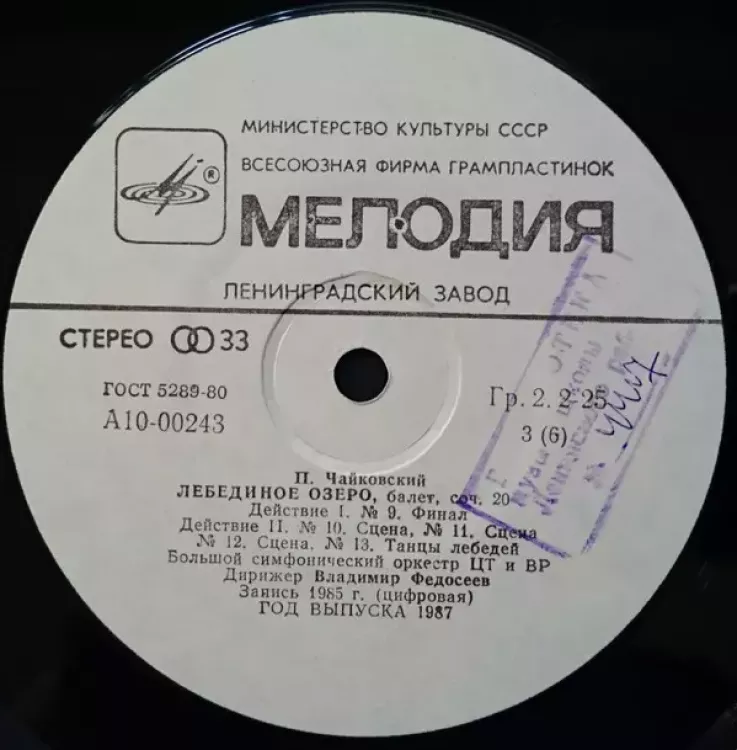 МИНИСТЕРСТВО КУЛЬТУРЫ СССР
ВСЕСОЮЗНАЯ ФИРМА ГРАМПЛАСТИНОК
®
МЕЛОДИЯ
ЛЕНИНГРАДСКИЙ ЗАВОД
СТЕРЕО 33
ГОСТ 5289-80
А10-00243
Гр. 2. 2-25
3 (6)
П. Чайковский
ЛЕБЕДИНОЕ ОЗЕРО, балет, соч. 20
Действие I. № 9. Финал
Действие II. № 10. Сцена, № 11. Сцена
№ 12. Сцена, № 13. Танцы лебедей
Большой симфонический оркестр ЦТ и ВР
Дирижер Владимир Федосеев
Запись 1985 г. (цифровая)
ГОД ВЫПУСКА 1987
школы